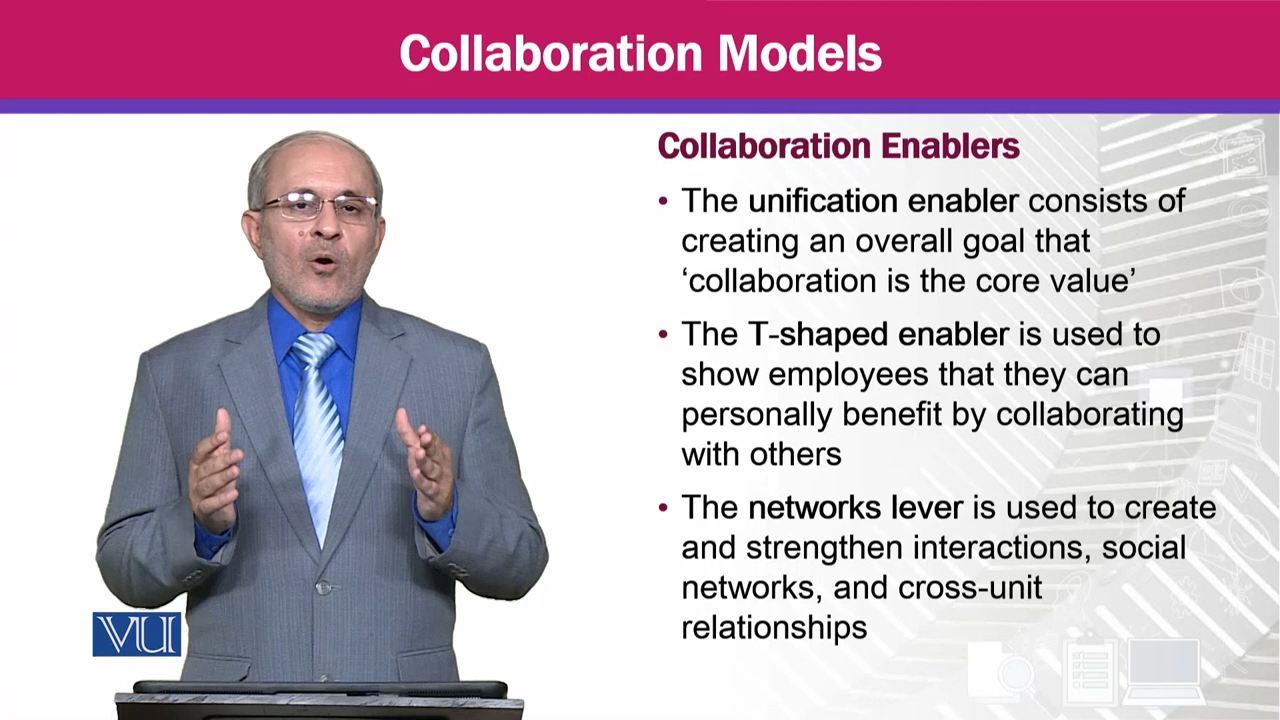 Collaboration Models
Collaboration Enablers
• The unification enabler consists of
creating an overall goal that
‘collaboration is the core value’
• The T-shaped enabler is used to
show employees that they can
personally benefit by collaborating
with others
• The networks lever is used to create
and strengthen interactions, social
networks, and cross-unit
relationships
VU